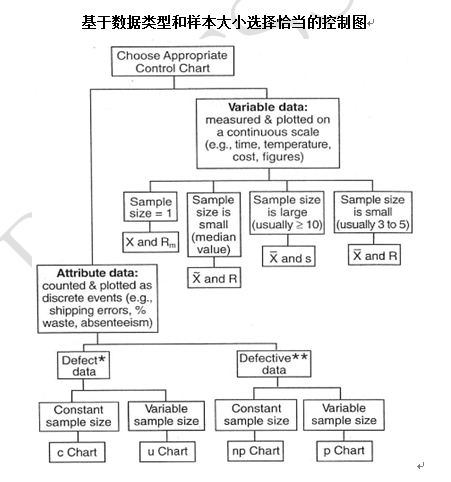 基于数据类型和样本大小选择恰当的控制图
Choose Appropriate
Control Chart
Variable data:
measured & plotted on
a continuous scale
(e.g., time, temperature,
cost, figures)
Sample
size = 1
X and Rm
Sample
size is
small
(median
value)
X̃ and R
Sample size
is large
(usually ≥ 10)
X̅ and s
Sample size
is small
(usually 3 to 5)
X̅ and R
Attribute data:
counted & plotted as
discrete events (e.g.,
shipping errors, %
waste, absenteeism)
Defect*
data
Defective**
data
Constant
sample size
Variable
sample size
Constant
sample size
Variable
sample size
c Chart
u Chart
np Chart
p Chart